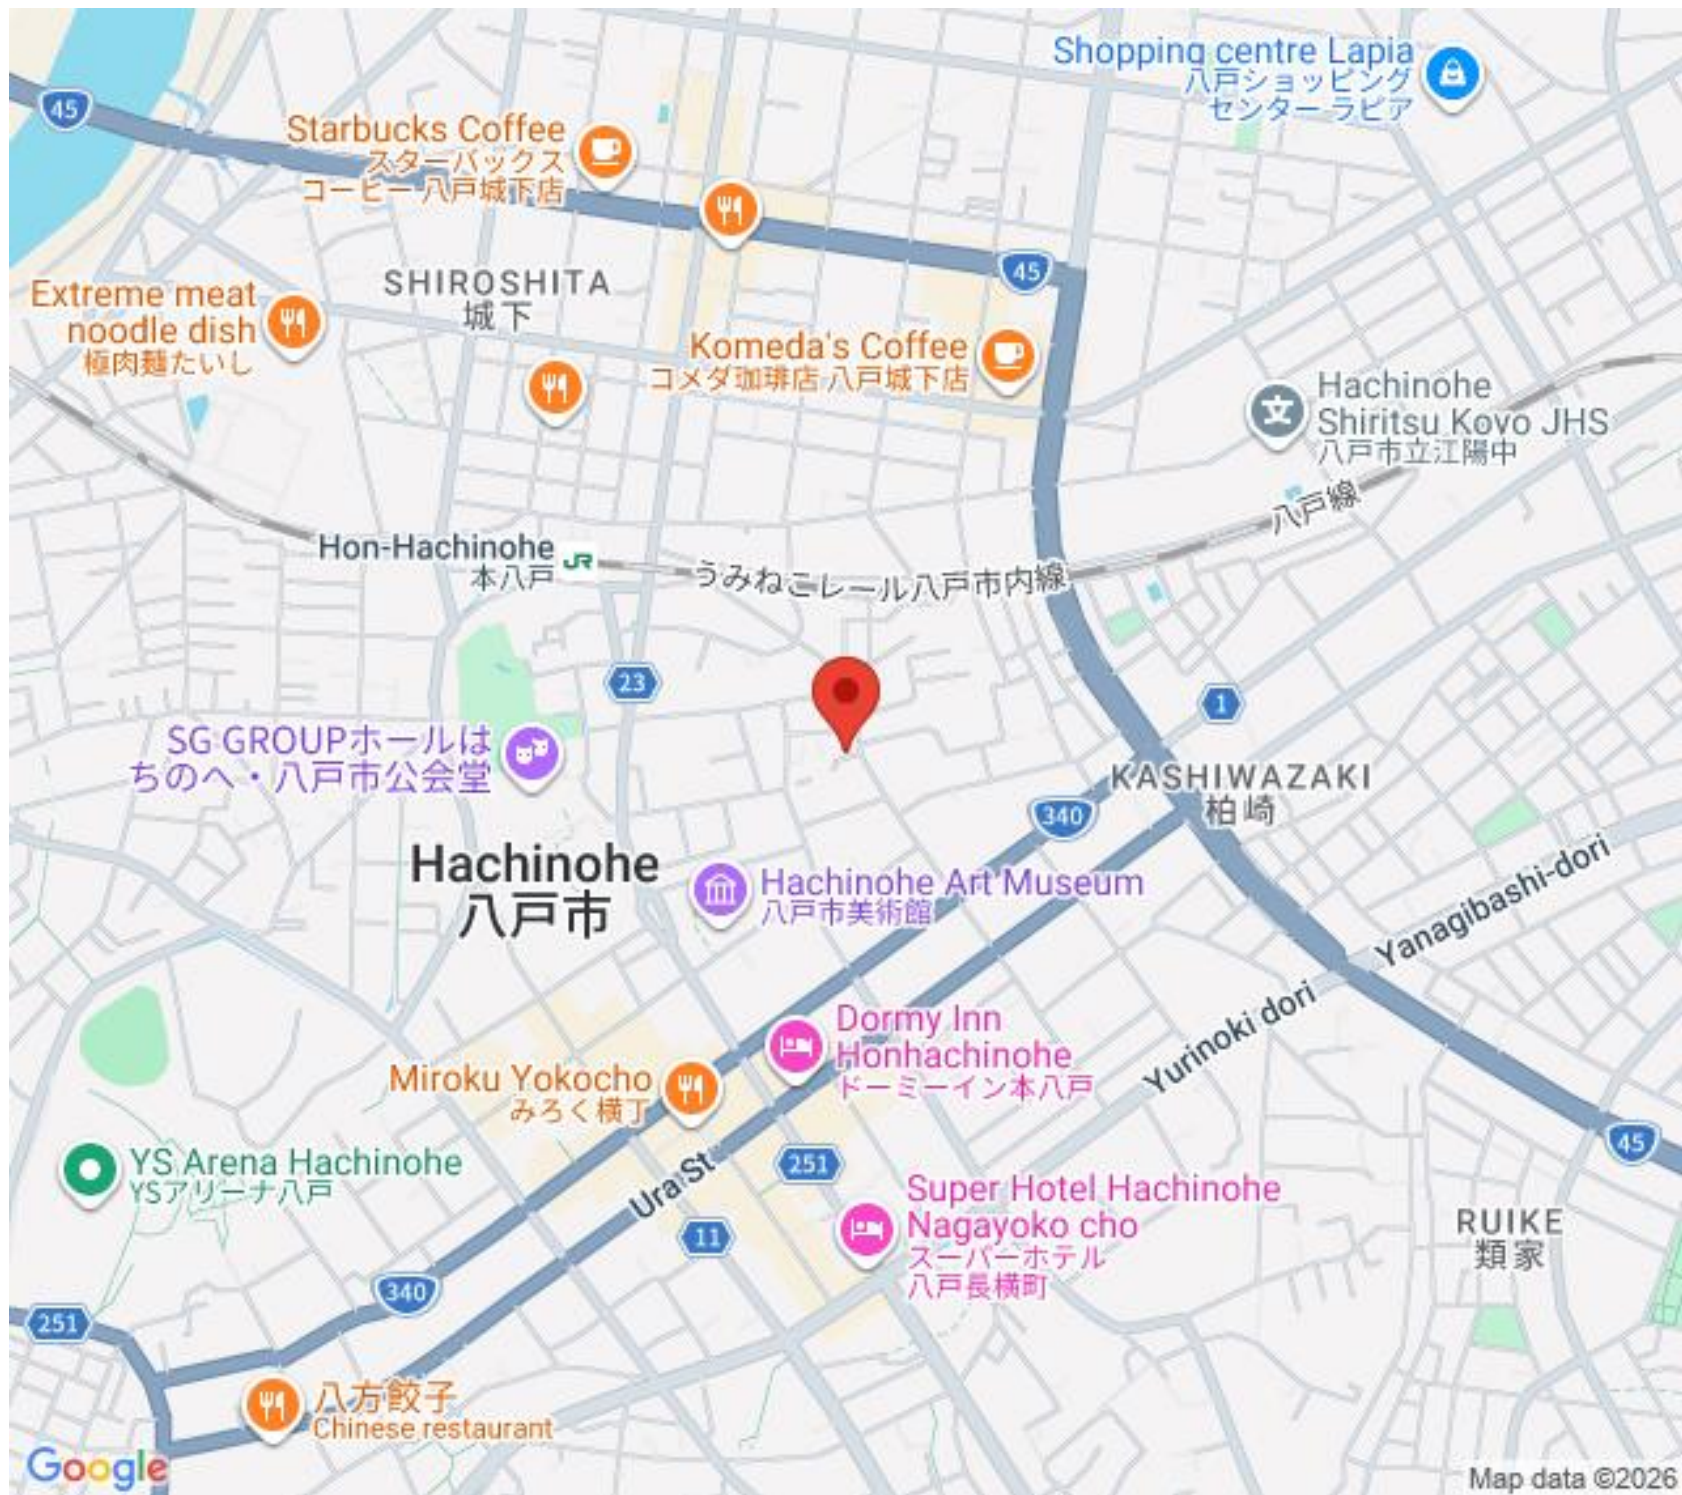 Shopping centre Lapia
八戸ショッピング
センター ラピア
45
Starbucks Coffee
スターバックス
コーヒー 八戸城下店
45
SHIROSHITA
城下
Extreme meat
noodle dish
極肉麺たいし
Komeda's Coffee
コメダ珈琲店 八戸城下店
Hachinohe
Shiritsu Kovo JHS
八戸市立江陽中
文
八戸線
Hon-Hachinohe
本八戸
JR
うみねこレール八戸市内線
23
1
SG GROUPホールは
ちのへ・八戸市公会堂
KASHIWAZAKI
柏崎
340
Hachinohe
八戸市
Hachinohe Art Museum
八戸市美術館
Yanagibashi-dori
Yurinoki dori
Dormy Inn
Honhachinohe
ドーミーイン本八戸
Miroku Yokocho
みろく横丁
45
YS Arena Hachinohe
YSアリーナ八戸
251
Ura St
Super Hotel Hachinohe
Nagayoko cho
スーパーホテル
八戸長横町
11
RUIKE
類家
340
251
八方餃子
Chinese restaurant
Google
Map data ©2026